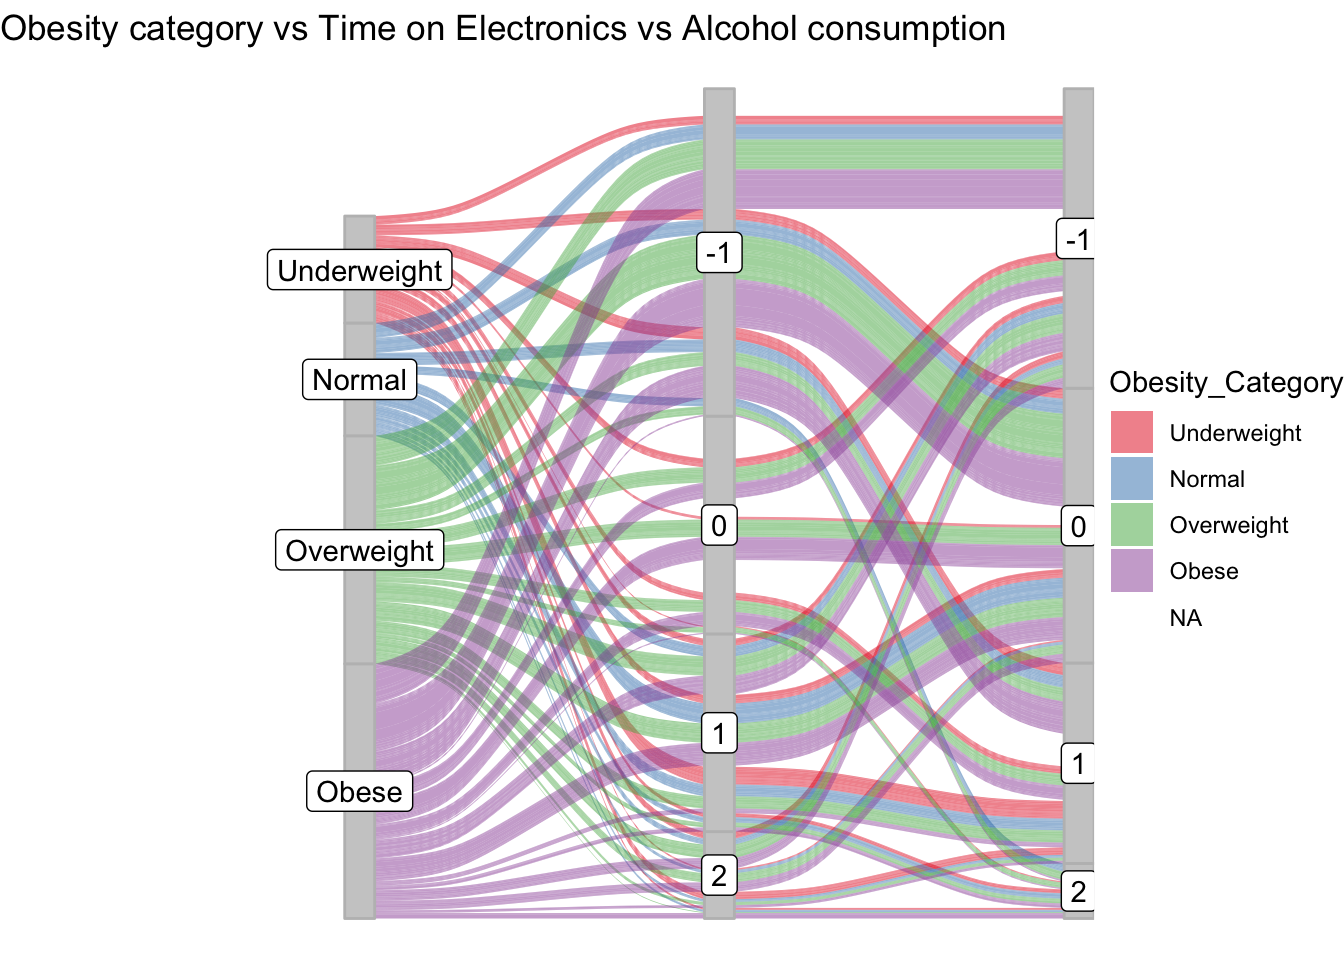 Obesity category vs Time on Electronics vs Alcohol consumption
Underweight
Normal
Overweight
Obese
-1
0
1
2
-1
0
1
2
Obesity_Category
Underweight
Normal
Overweight
Obese
NA